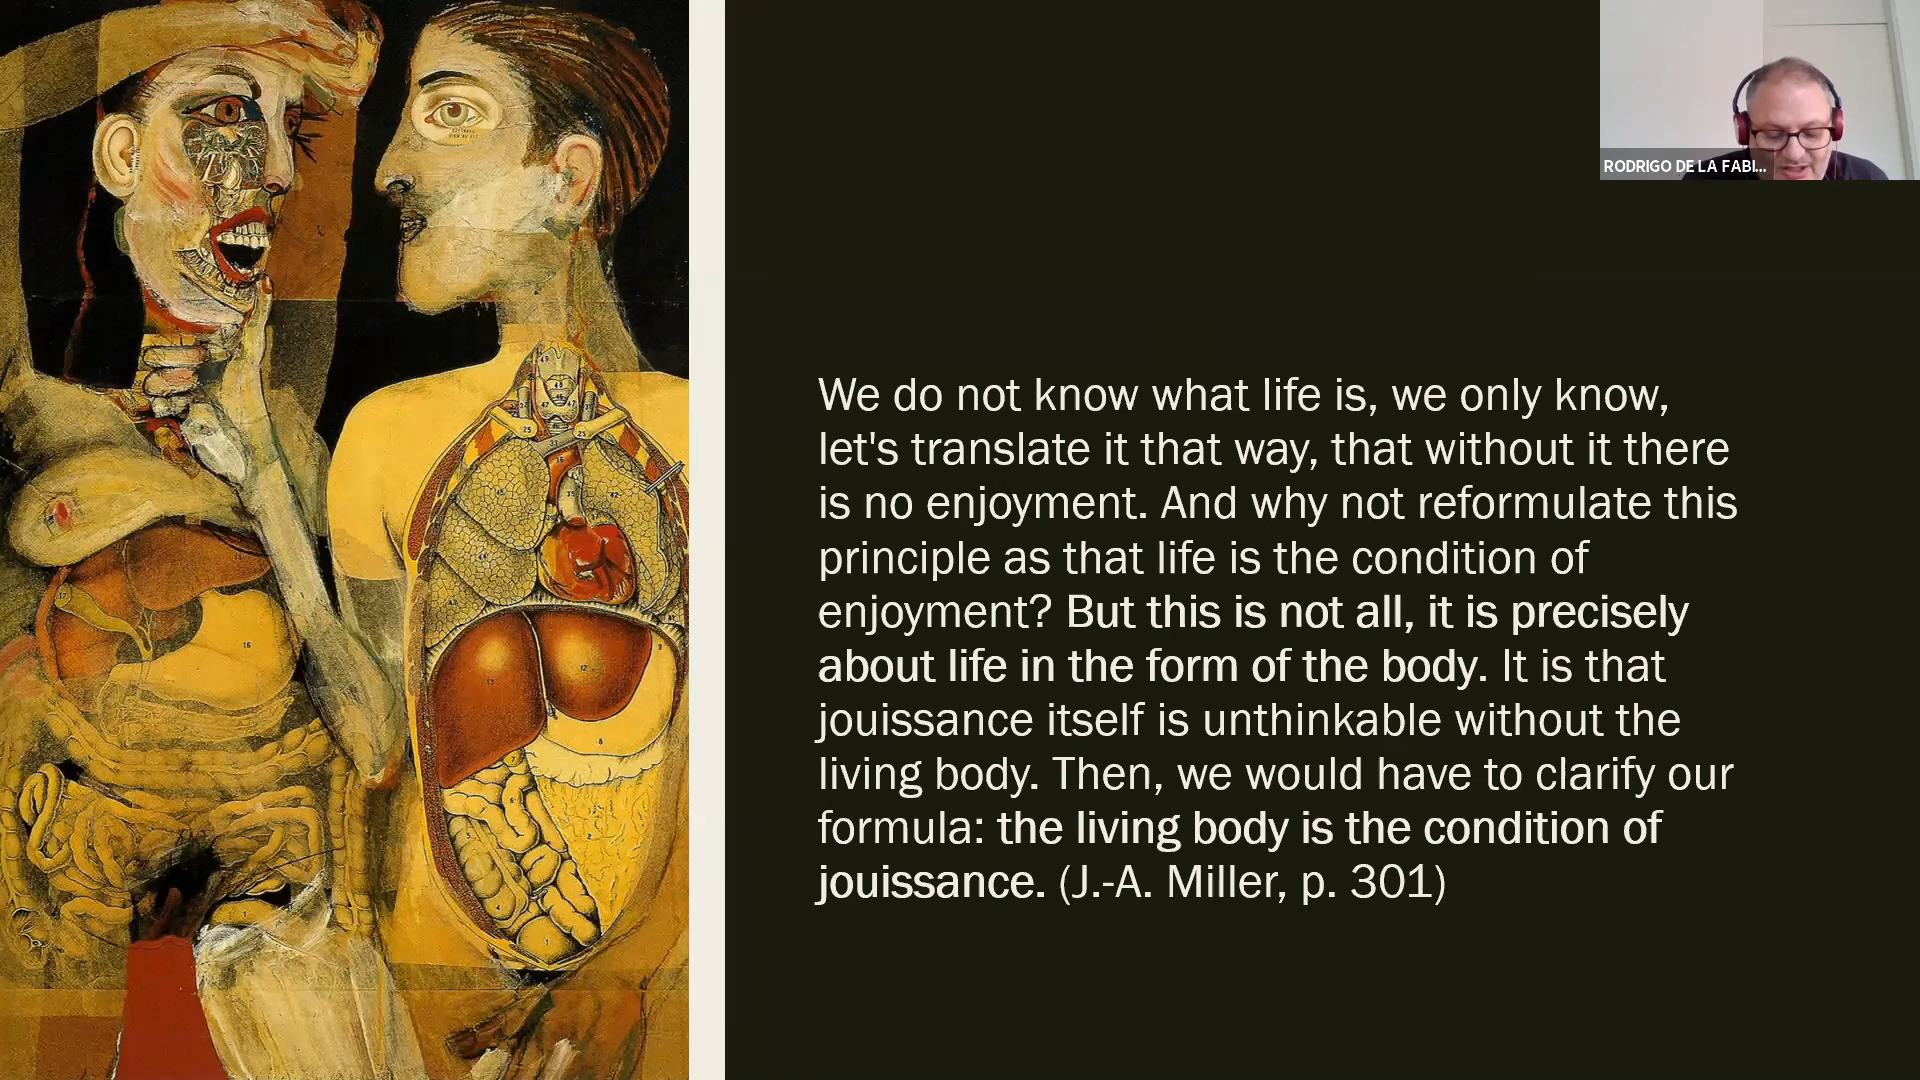 RODRIGO DE LA FABI...
We do not know what life is, we only know,
let's translate it that way, that without it there
is no enjoyment. And why not reformulate this
principle as that life is the condition of
enjoyment? But this is not all, it is precisely
about life in the form of the body. It is that
jouissance itself is unthinkable without the
living body. Then, we would have to clarify our
formula: the living body is the condition of
jouissance. (J.-A. Miller, p. 301)